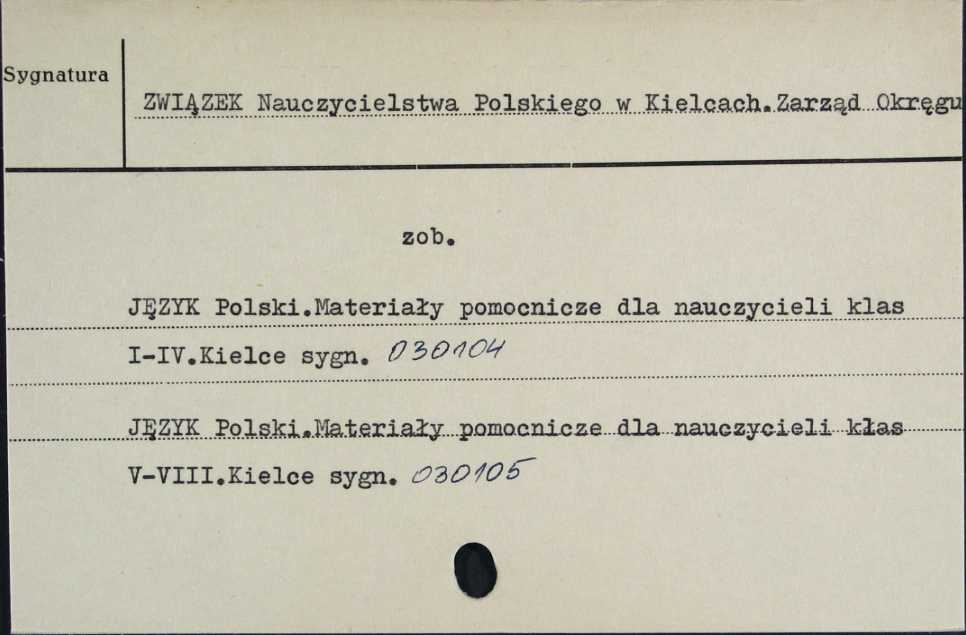 Sygnatura
ZWIĄZEK Nauczycielstwa Polskiego w Kielcach.Zarząd Okręgu
zob.
JĘZYK Polski.Materiały pomocnicze dla nauczycieli klas
I-IV.Kielce sygn. 030104
JĘZYK Polski.Materiały pomocnicze dla nauczycieli klas
V-VIII.Kielce sygn. 030105